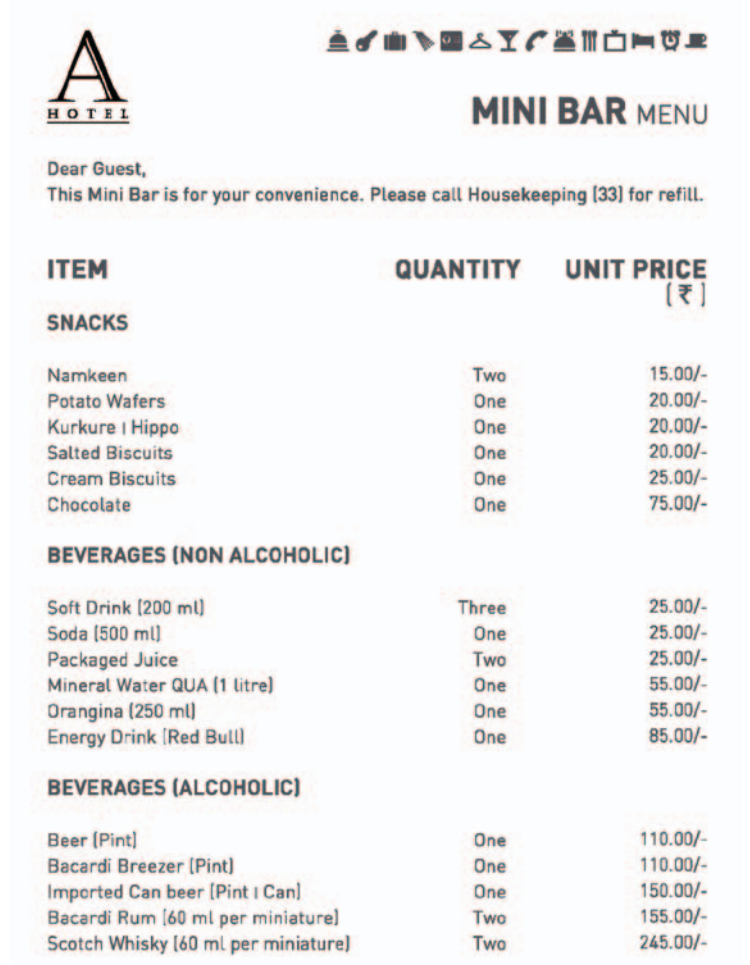 A
HOTEL
MINI BAR MENU
Dear Guest,
This Mini Bar is for your convenience. Please call Housekeeping (33) for refill.
ITEM QUANTITY UNIT PRICE
(₹)
SNACKS
Namkeen Two 15.00/-
Potato Wafers One 20.00/-
Kurkure | Hippo One 20.00/-
Salted Biscuits One 20.00/-
Cream Biscuits One 25.00/-
Chocolate One 75.00/-
BEVERAGES (NON ALCOHOLIC)
Soft Drink (200 ml) Three 25.00/-
Soda (500 ml) One 25.00/-
Packaged Juice Two 25.00/-
Mineral Water QUA (1 litre) One 55.00/-
Orangina (250 ml) One 55.00/-
Energy Drink (Red Bull) One 85.00/-
BEVERAGES (ALCOHOLIC)
Beer (Pint) One 110.00/-
Bacardi Breezer (Pint) One 110.00/-
Imported Can beer (Pint | Can) One 150.00/-
Bacardi Rum (60 ml per miniature) Two 155.00/-
Scotch Whisky (60 ml per miniature) Two 245.00/-